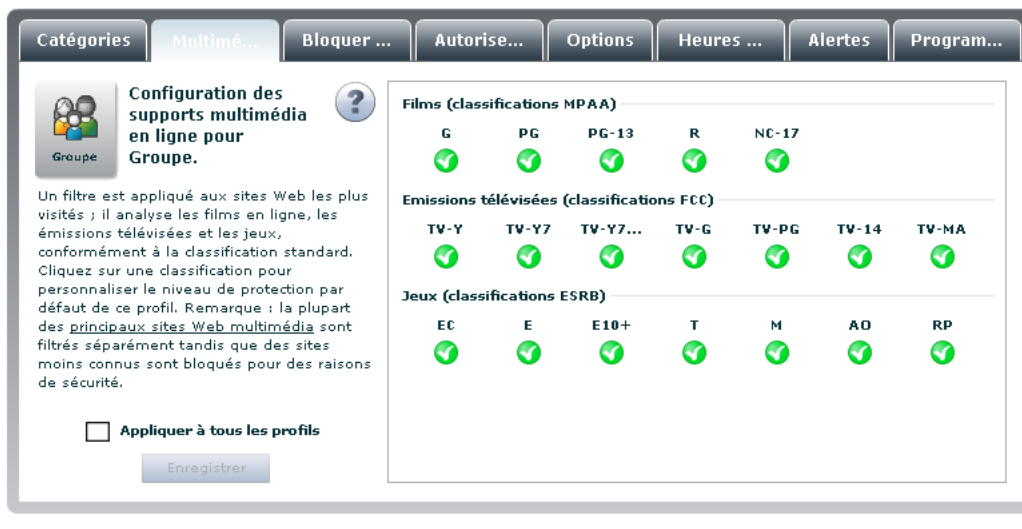 Catégories
Multimé...
Bloquer ...
Autorise...
Options
Heures ...
Alertes
Program...
Groupe
Configuration des
supports multimédia
en ligne pour
Groupe.
?
Un filtre est appliqué aux sites Web les plus
visités ; il analyse les films en ligne, les
émissions télévisées et les jeux,
conformément à la classification standard.
Cliquez sur une classification pour
personnaliser le niveau de protection par
défaut de ce profil. Remarque : la plupart
des principaux sites Web multimédia sont
filtrés séparément tandis que des sites
moins connus sont bloqués pour des raisons
de sécurité.
Appliquer à tous les profils
Enregistrer
Films (classifications MPAA)
G PG PG-13 R NC-17
Emissions télévisées (classifications FCC)
TV-Y TV-Y7 TV-Y7... TV-G TV-PG TV-14 TV-MA
Jeux (classifications ESRB)
EC E E10+ T M AO RP